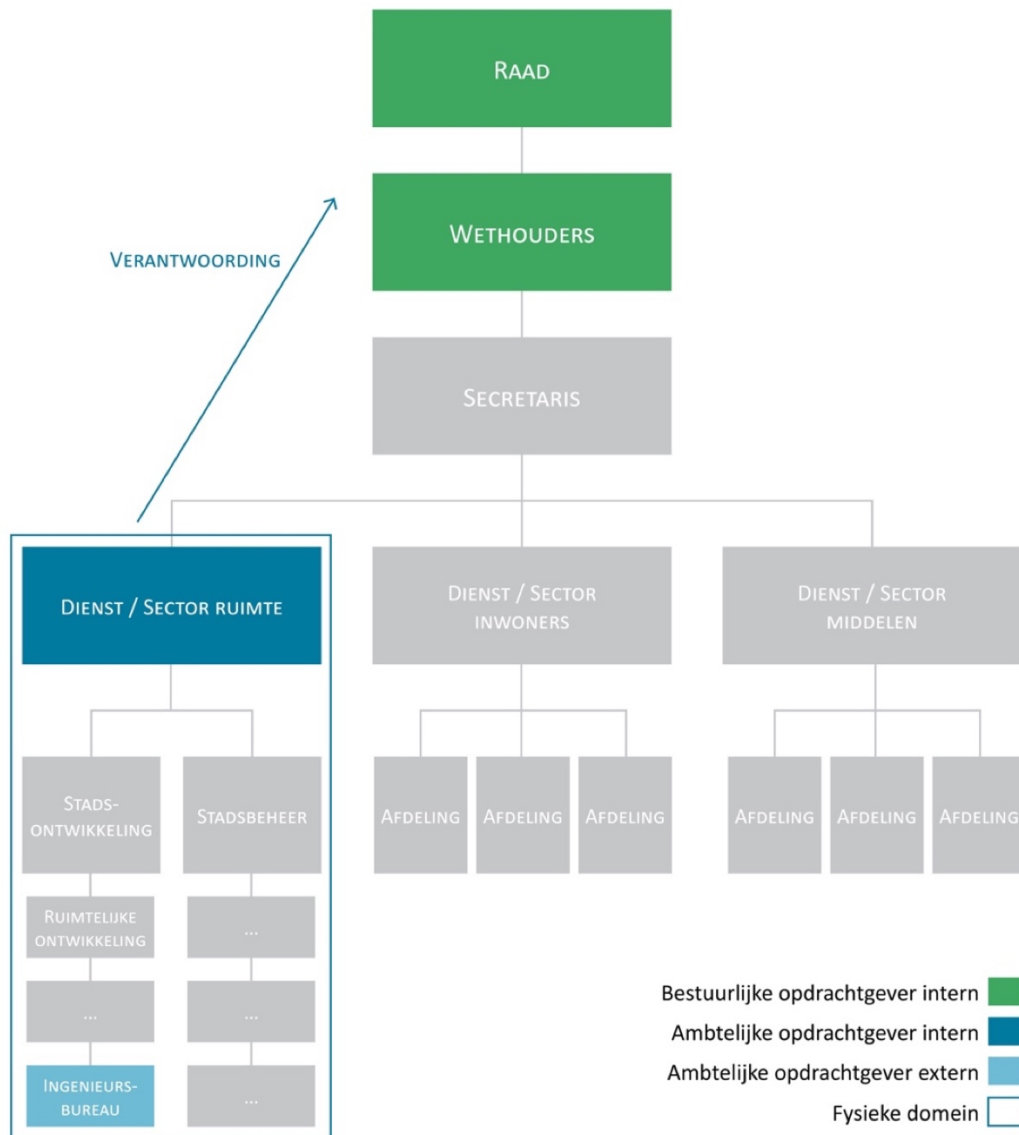 RAAD
WETHOUDERS
VERANTWOORDING
SECRETARIS
DIENST / SECTOR RUIMTE
DIENST / SECTOR
INWONERS
DIENST / SECTOR
MIDDELEN
STADS-
ONTWIKKELING
STADSBEHEER
AFDELING
AFDELING
AFDELING
AFDELING
AFDELING
AFDELING
RUIMTELIJKE
ONTWIKKELING
...
...
...
INGENIEURS-
BUREAU
...
Bestuurlijke opdrachtgever intern
Ambtelijke opdrachtgever intern
Ambtelijke opdrachtgever extern
Fysieke domein